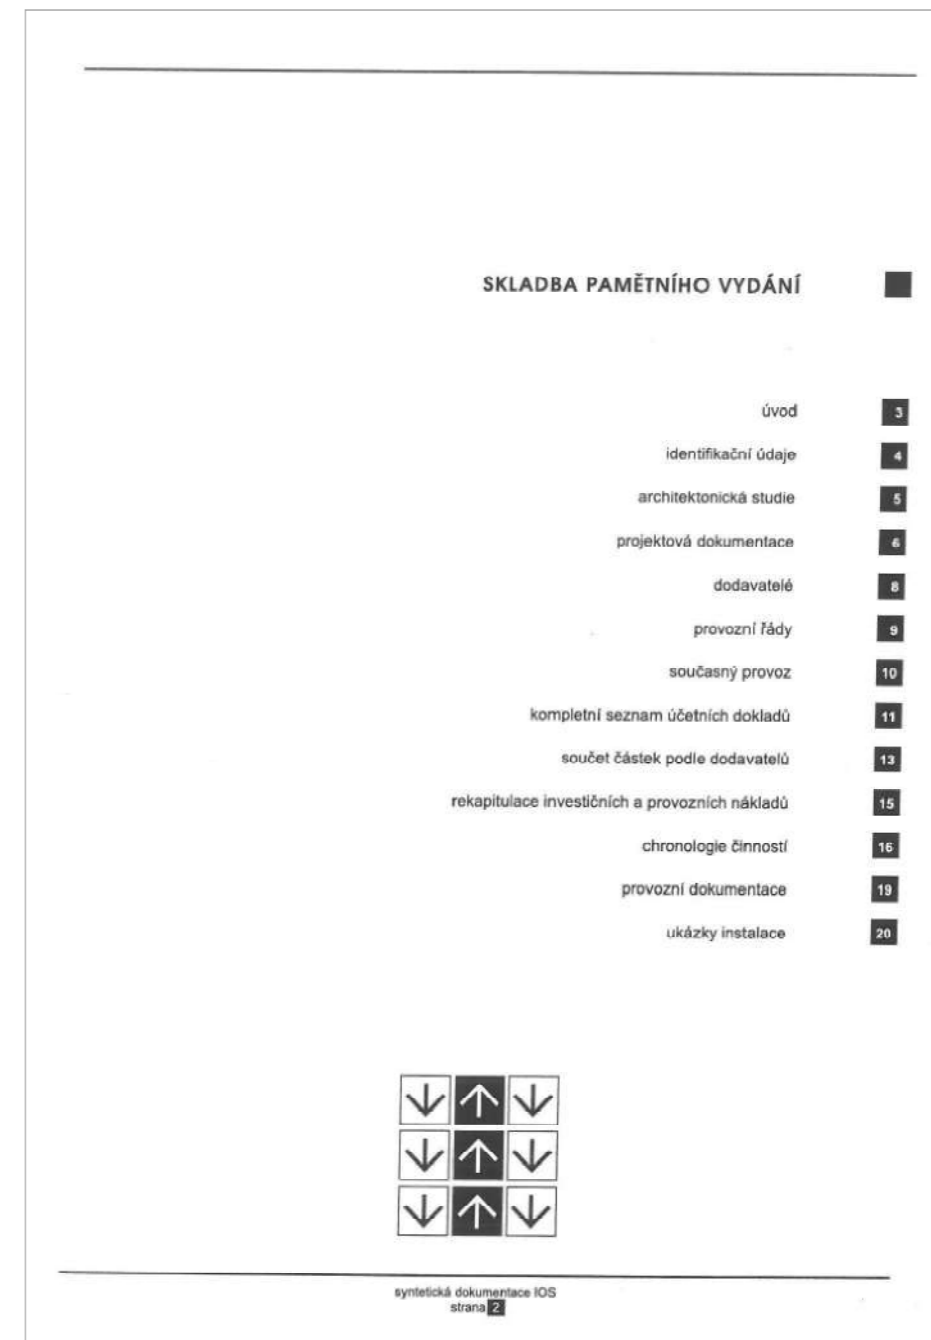 SKLADBA PAMĚTNÍHO VYDÁNÍ
úvod 3
identifikační údaje 4
architektonická studie 5
projektová dokumentace 6
dodavatelé 8
provozní řády 9
současný provoz 10
kompletní seznam účetních dokladů 11
součet částek podle dodavatelů 13
rekapitulace investičních a provozních nákladů 15
chronologie činností 16
provozní dokumentace 19
ukázky instalace 20
syntetická dokumentace IOS
strana 2